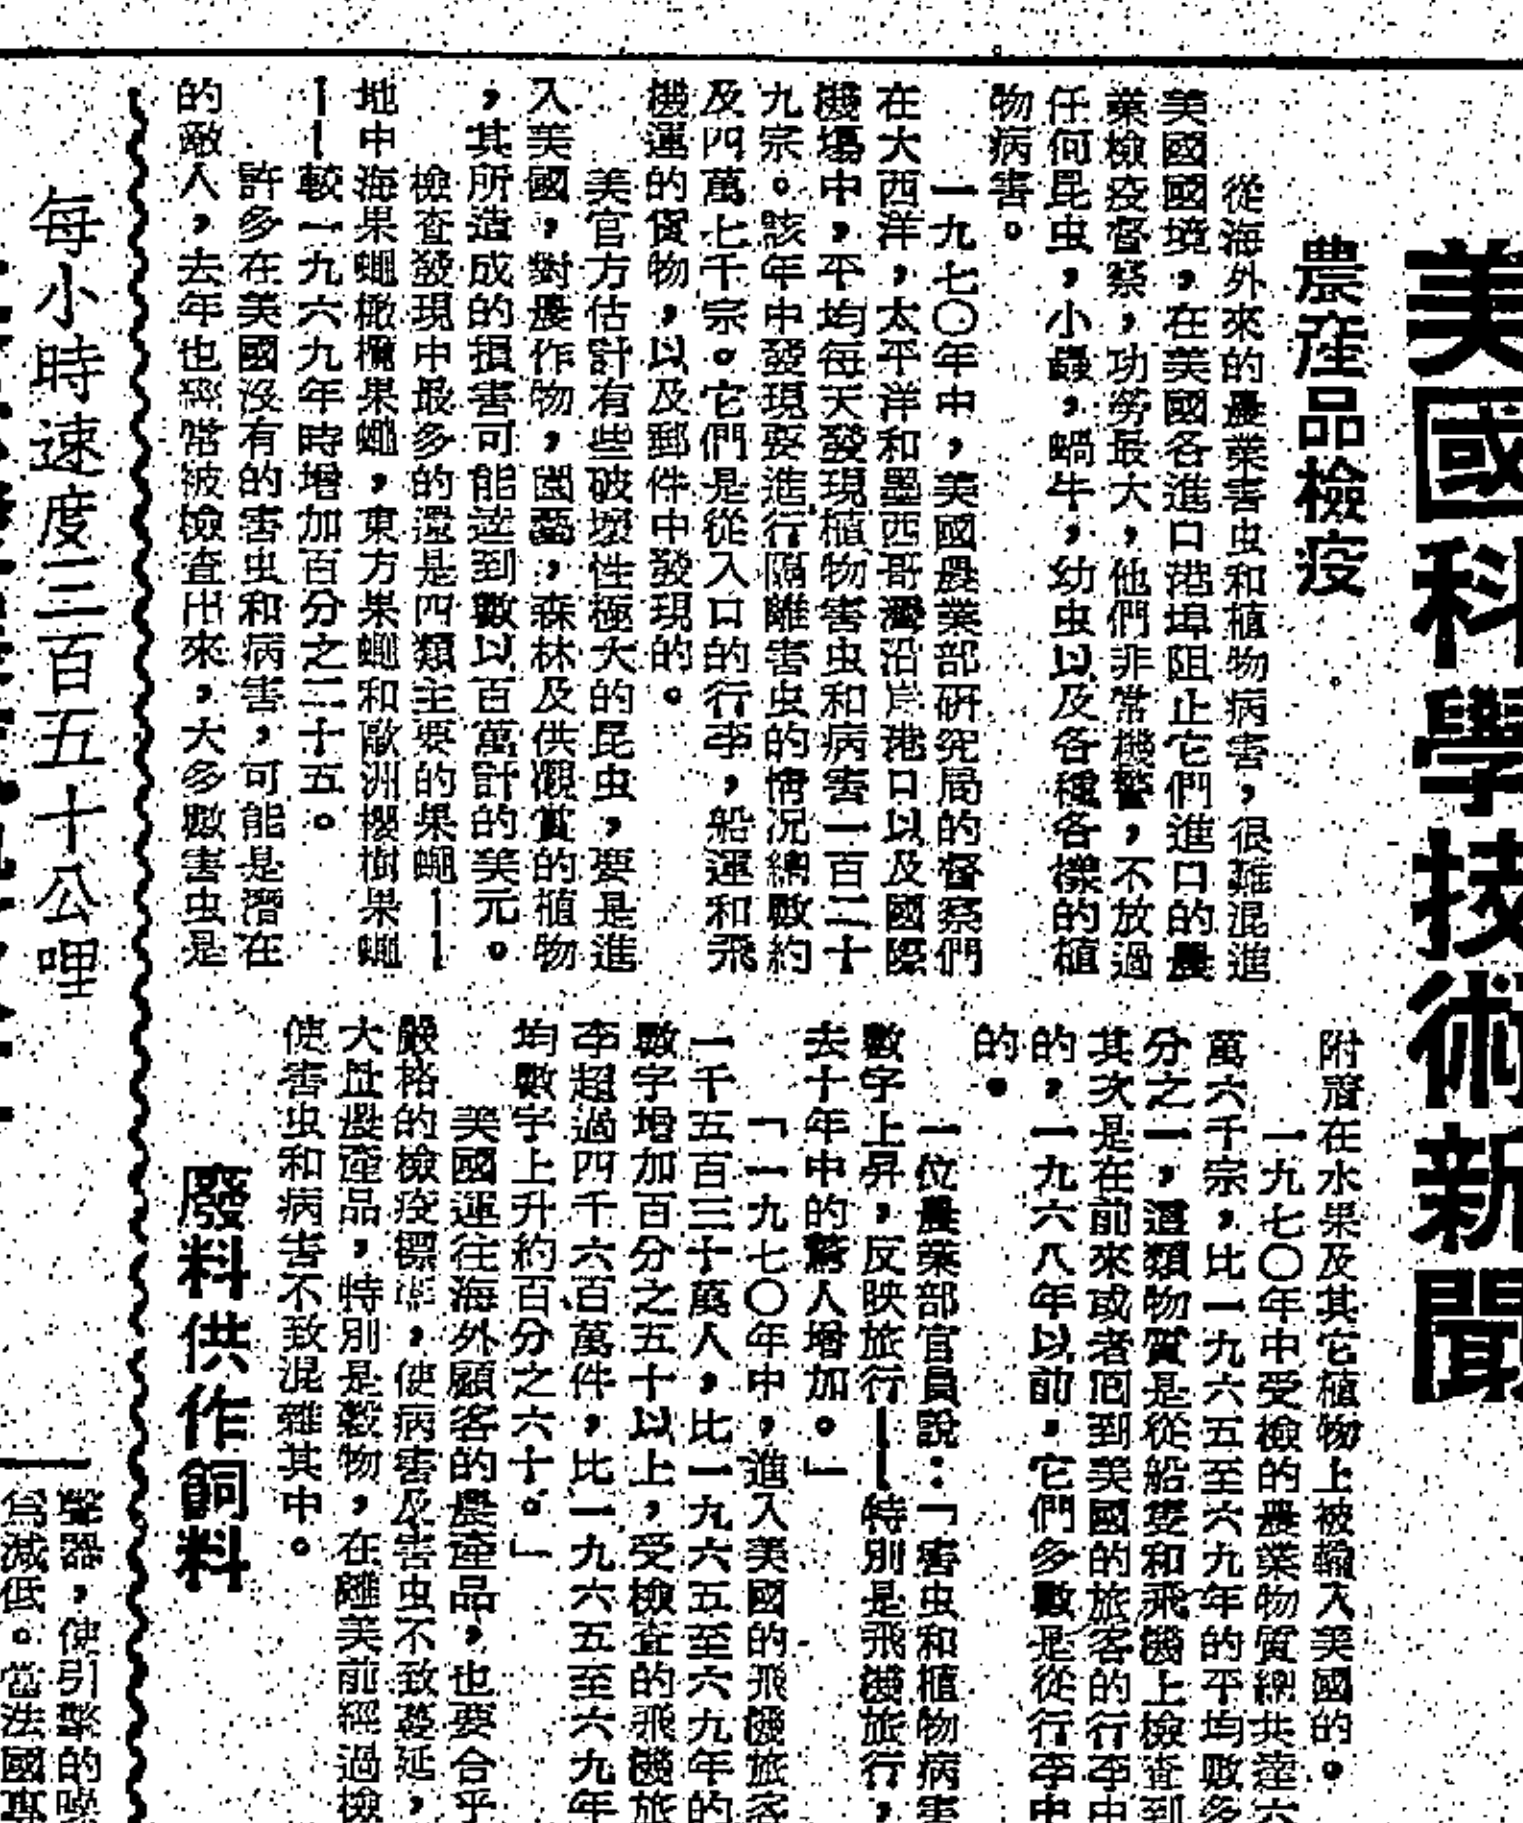 美國科學技術新聞
農產品檢疫
從海外來的農業害虫和植物病害，很難混進
美國國境，在美國各進口港埠阻止它們進口的農
業檢疫督察，功勞最大，他們非常機警，不放過
任何昆虫，小蟲，蝸牛，幼虫以及各種各樣的植
物病害。
一九七〇年中，美國農業部研究局的督察們
在大西洋，太平洋和墨西哥灣沿岸港口以及國際
機場中，平均每天發現植物害虫和病害一百二十
九宗。該年中發現要進行隔離害虫的情況總數約
及四萬七千宗。它們是從入口的行李，船運和飛
機運的貨物，以及郵件中發現的。
美官方估計有些破壞性極大的昆虫，要是進
入美國，對農作物，園藝，森林及供觀賞的植物
，其所造成的損害可能達到數以百萬計的美元。
檢查發現中最多的還是四類主要的果蠅——
地中海果蠅橄欖果蠅，東方果蠅和歐洲櫻樹果蠅
——較一九六九年時增加百分之二十五。
許多在美國沒有的害虫和病害，可能是潛在
的敵人，去年也經常被檢查出來，大多數害虫是
附着在水果及其它植物上被輸入美國的。
一九七〇年中受檢的農業物質總共達六
萬六千宗，比一九六五至六九年的平均數多
分之一，這類物質是從船隻和飛機上檢查到
其次是在前來或者回到美國的旅客的行李中
的，一九六八年以前，它們多數是從行李中
的。
一位農業部官員說：「害虫和植物病害
數字上昇，反映旅行——特別是飛機旅行，
去十年中的驚人增加。」
「一九七〇年中，進入美國的飛機旅客
一千五百三十萬人，比一九六五至六九年的
數字增加百分之五十以上，受檢查的飛機旅
李超過四千六百萬件，比一九六五至六九年
均數字上升約百分之六十。」
美國運往海外顧客的農產品，也要合乎
嚴格的檢疫標準，使病害及害虫不致蔓延，
大批農產品，特別是穀物，在離美前經過檢
使害虫和病害不致混雜其中。
廢料供作飼料
每小時速度三百五十公哩
聲器，使引擎的噪
為減低。當法國專